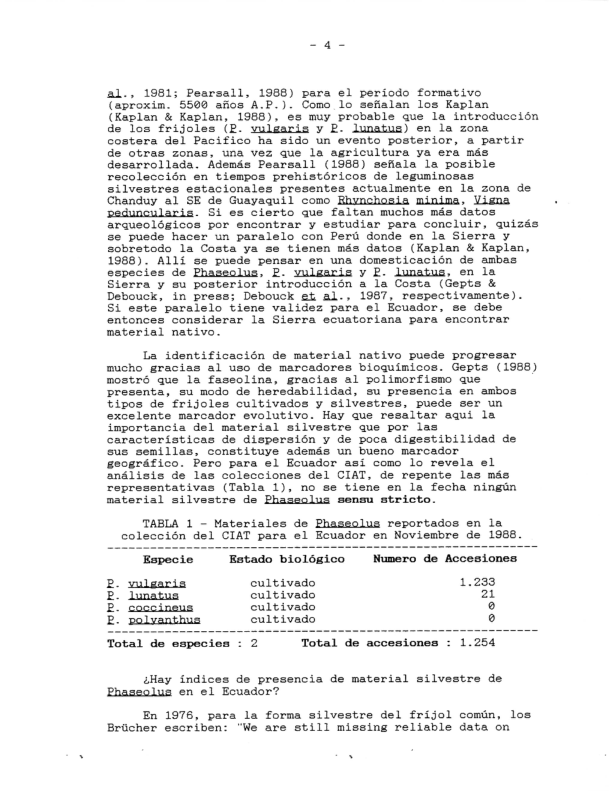 - 4 -
al., 1981; Pearsall, 1988) para el período formativo
(aproxim. 5500 años A.P.). Como lo señalan los Kaplan
(Kaplan & Kaplan, 1988), es muy probable que la introducción
de los frijoles (P. vulgaris y P. lunatus) en la zona
costera del Pacifico ha sido un evento posterior, a partir
de otras zonas, una vez que la agricultura ya era más
desarrollada. Además Pearsall (1988) señala la posible
recolección en tiempos prehistóricos de leguminosas
silvestres estacionales presentes actualmente en la zona de
Chanduy al SE de Guayaquil como Rhynchosia minima, Vigna
peduncularis. Si es cierto que faltan muchos más datos
arqueológicos por encontrar y estudiar para concluir, quizás
se puede hacer un paralelo con Perú donde en la Sierra y
sobretodo la Costa ya se tienen más datos (Kaplan & Kaplan,
1988). Allí se puede pensar en una domesticación de ambas
especies de Phaseolus, P. vulgaris y P. lunatus, en la
Sierra y su posterior introducción a la Costa (Gepts &
Debouck, in press; Debouck et al., 1987, respectivamente).
Si este paralelo tiene validez para el Ecuador, se debe
entonces considerar la Sierra ecuatoriana para encontrar
material nativo.
La identificación de material nativo puede progresar
mucho gracias al uso de marcadores bioquímicos. Gepts (1988)
mostró que la faseolina, gracias al polimorfismo que
presenta, su modo de heredabilidad, su presencia en ambos
tipos de frijoles cultivados y silvestres, puede ser un
excelente marcador evolutivo. Hay que resaltar aqui la
importancia del material silvestre que por las
características de dispersión y de poca digestibilidad de
sus semillas, constituye además un bueno marcador
geográfico. Pero para el Ecuador así como lo revela el
análisis de las colecciones del CIAT, de repente las más
representativas (Tabla 1), no se tiene en la fecha ningún
material silvestre de Phaseolus sensu stricto.
TABLA 1 - Materiales de Phaseolus reportados en la
colección del CIAT para el Ecuador en Noviembre de 1988.
Especie Estado biológico Numero de Accesiones
P. vulgaris cultivado 1.233
P. lunatus cultivado 21
P. coccineus cultivado 0
P. polyanthus cultivado 0
Total de especies : 2 Total de accesiones : 1.254
¿Hay índices de presencia de material silvestre de
Phaseolus en el Ecuador?
En 1976, para la forma silvestre del fríjol común, los
Brücher escriben: "We are still missing reliable data on